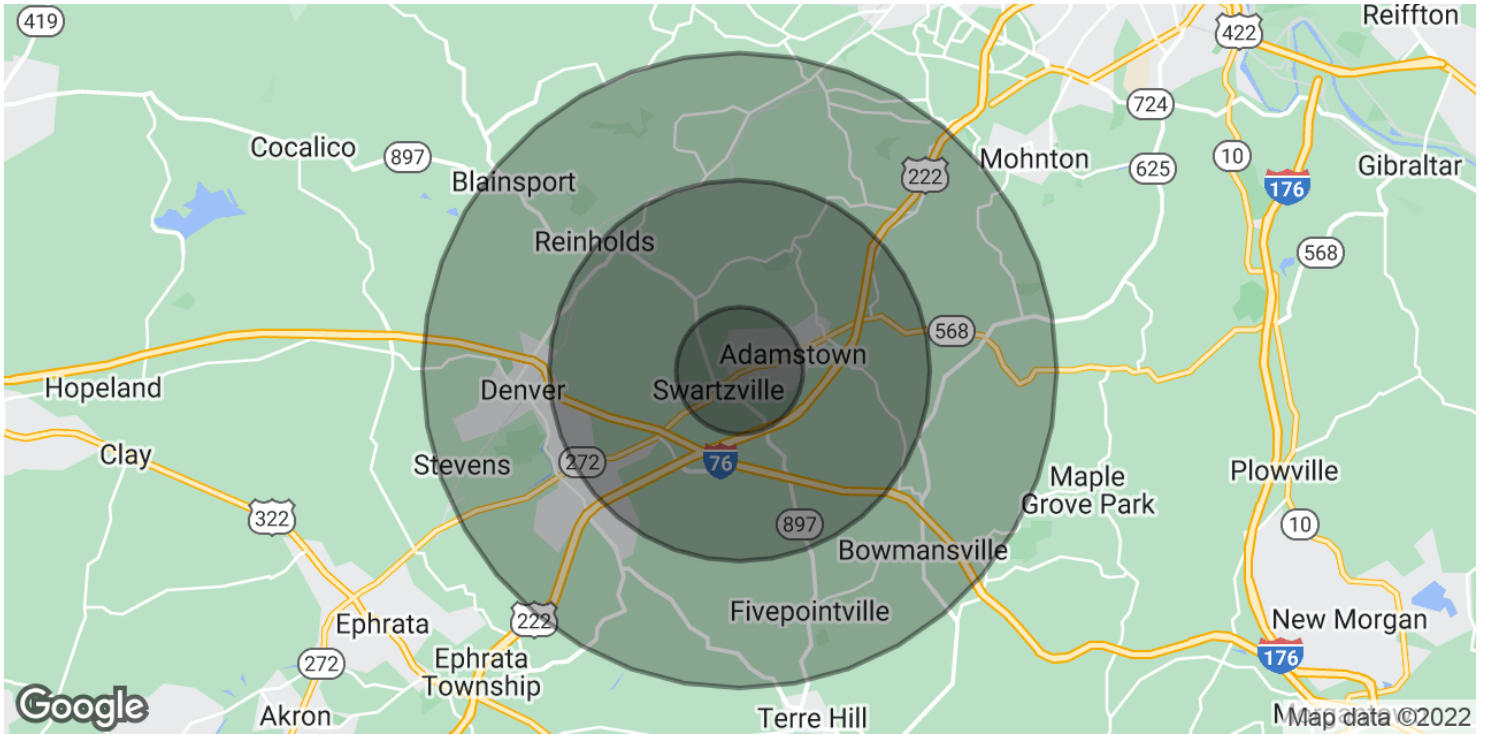 419
Reiffton
422
724
Cocalico
897
Mohnton
625
10
Gibraltar
Blainsport
222
176
Reinholds
568
568
Adamstown
Hopeland
Denver
Swartzville
Clay
Stevens
272
76
Maple
Grove Park
Plowville
322
897
10
Bowmansville
Ephrata
222
Fivepointville
New Morgan
272
Ephrata
Township
176
Google
Akron
Terre Hill
Map data ©2022